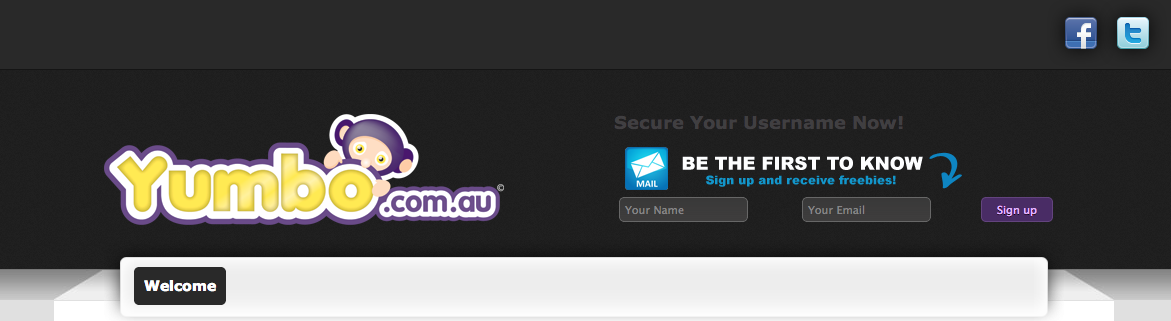 Secure Your Username Now!
Yumbo.com.au ©
BE THE FIRST TO KNOW
MAIL
Sign up and receive freebies!
Your Name
Your Email
Sign up
Welcome